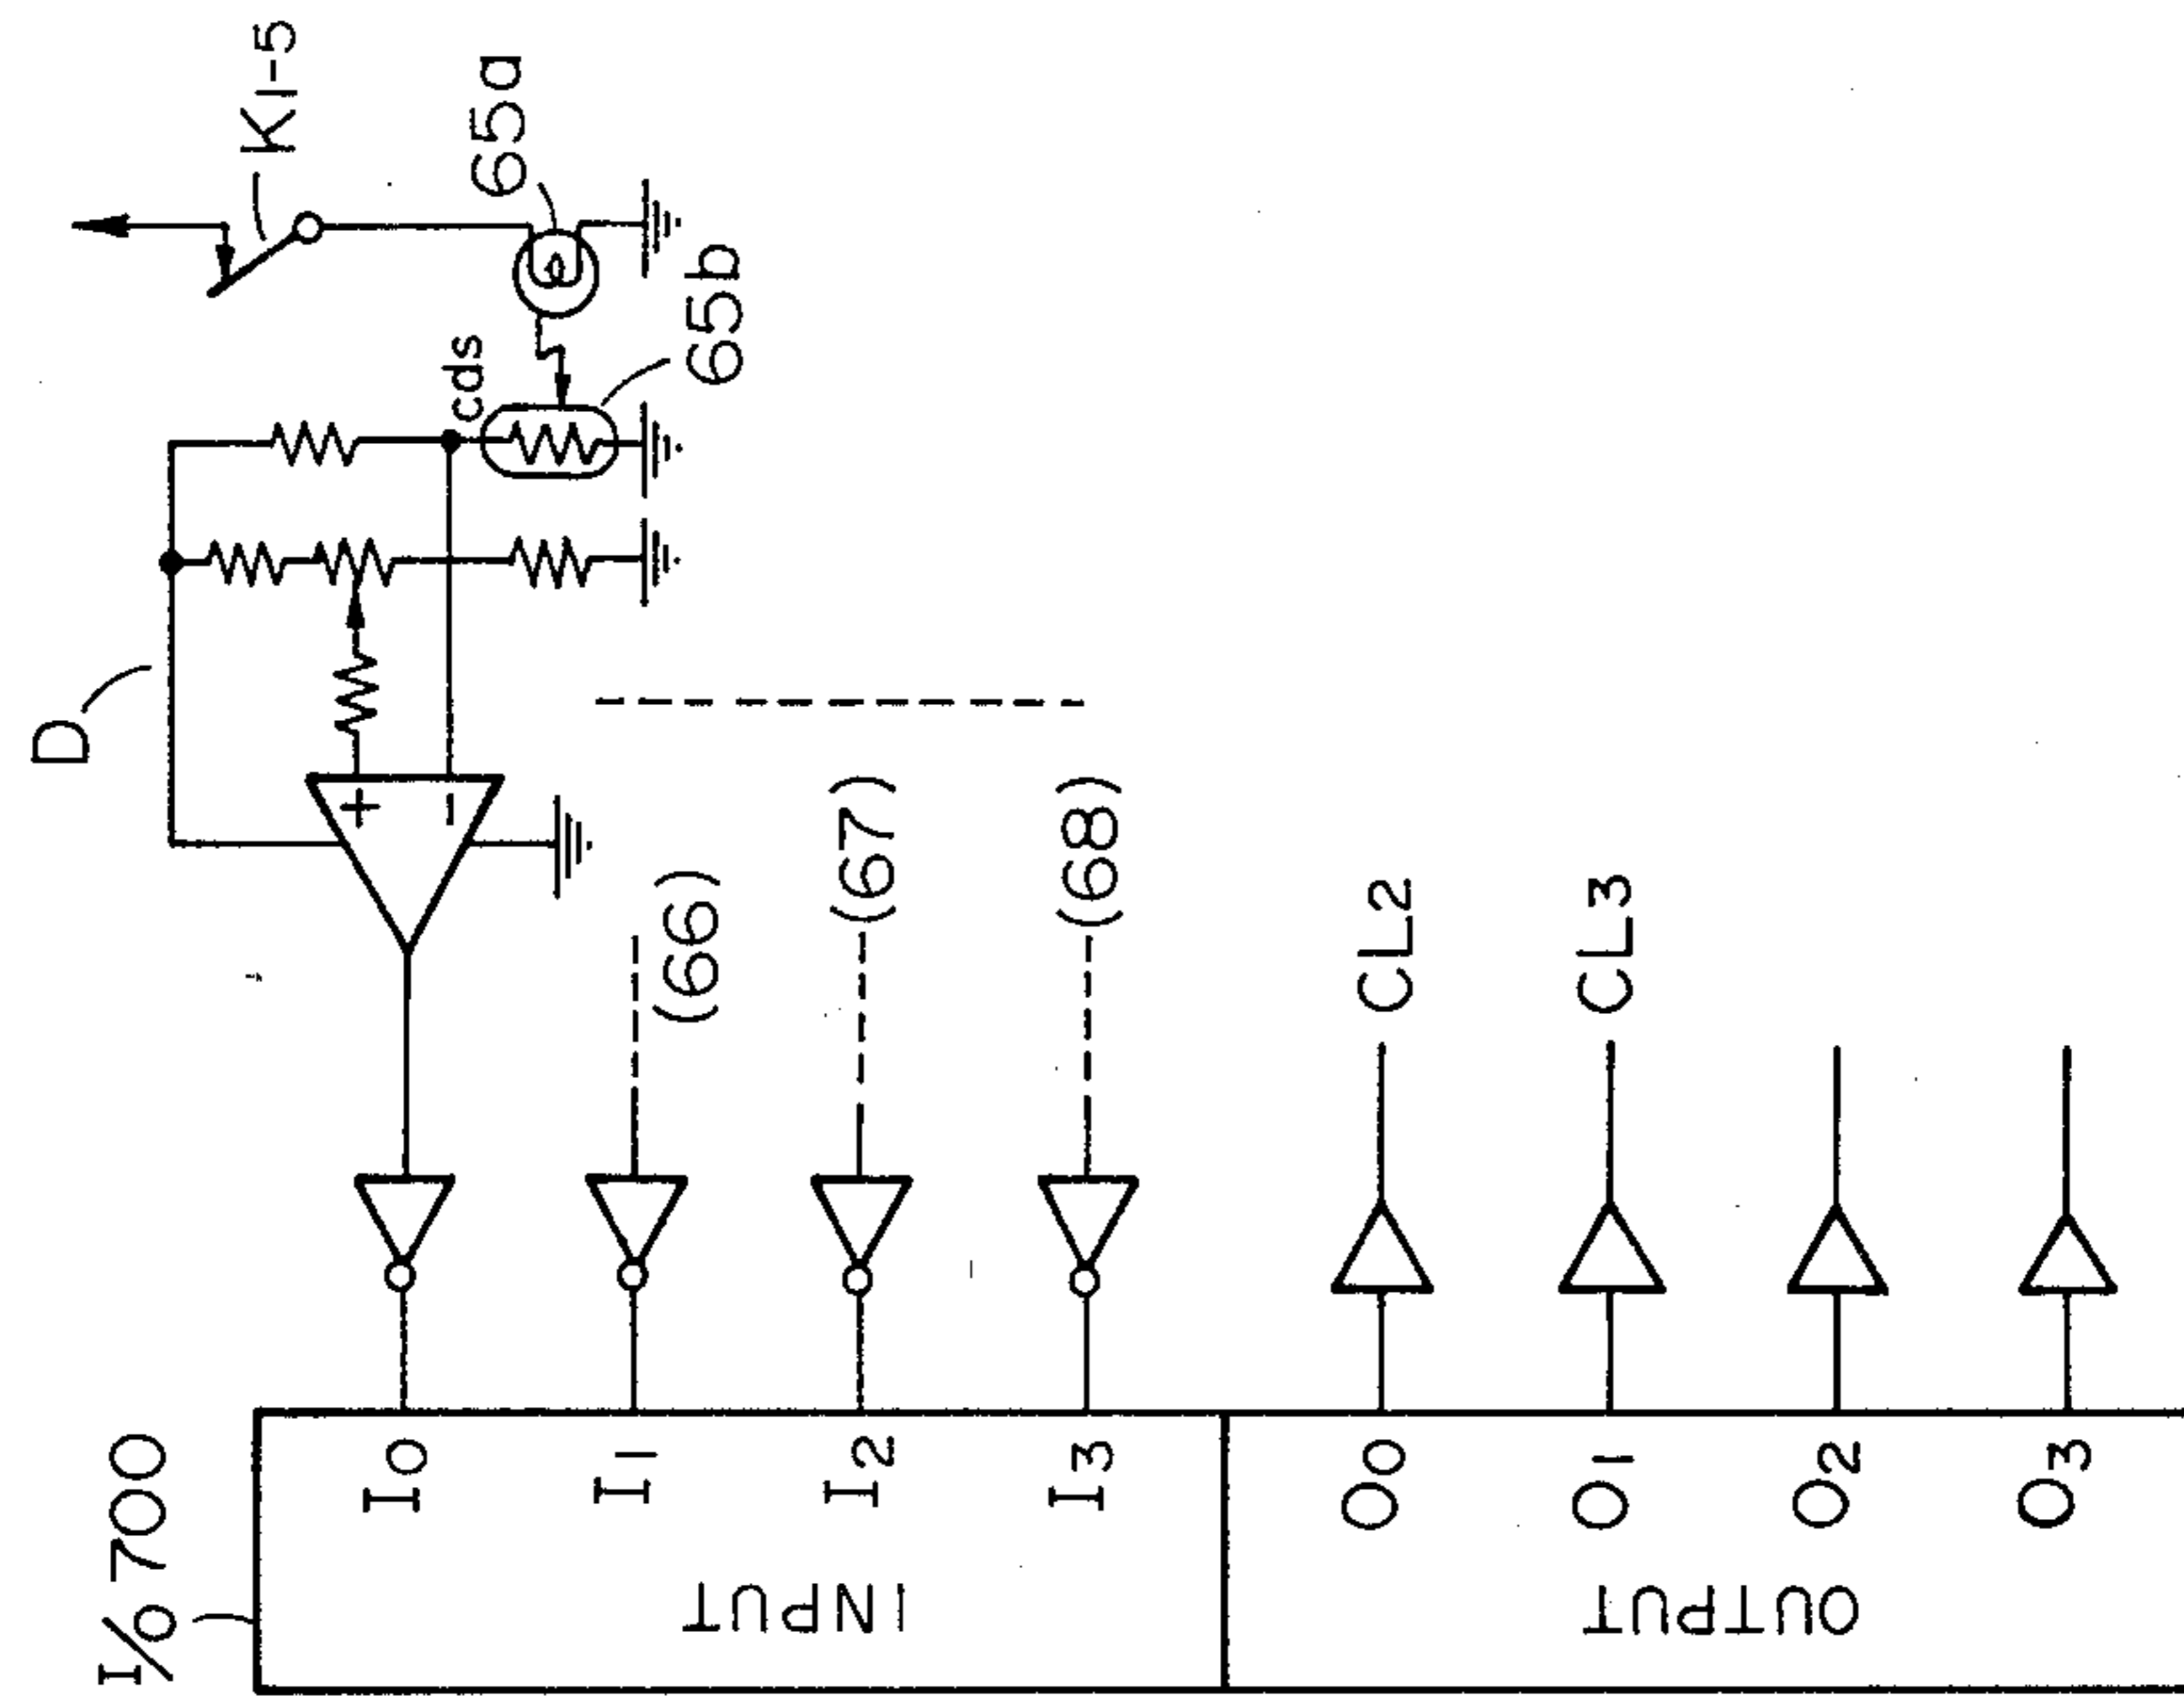 I/O 700
INPUT
I0
I1
I2
I3
OUTPUT
O0
O1
O2
O3
D
+
−
cds
K1-5
65a
65b
(66)
(67)
(68)
CL2
CL3